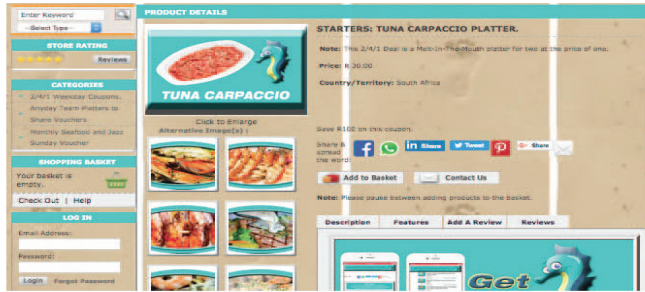 Enter Keyword
--Select Type--
STORE RATING
Reviews
CATEGORIES
2/4/1 Weekday Coupons.
Anyday Team Platters to
Share Vouchers
Monthly Seafood and Jazz
Sunday Voucher
SHOPPING BASKET
Your basket is
empty.
Check Out | Help
LOG IN
Email Address:
Password:
Login Forgot Password
PRODUCT DETAILS
TUNA CARPACCIO
Click to Enlarge
Alternative Image(s) :
STARTERS: TUNA CARPACCIO PLATTER.
Note: This 2/4/1 Deal is a Melt-In-The-Mouth platter for two at the price of one.
Price: R 30.00
Country/Territory: South Africa
Save R102 on this coupon.
Share &
spread
the word!
in Share
Tweet
Share
Add to Basket
Contact Us
Note: Please pause between adding products to the basket.
Description Features Add A Review Reviews
Get